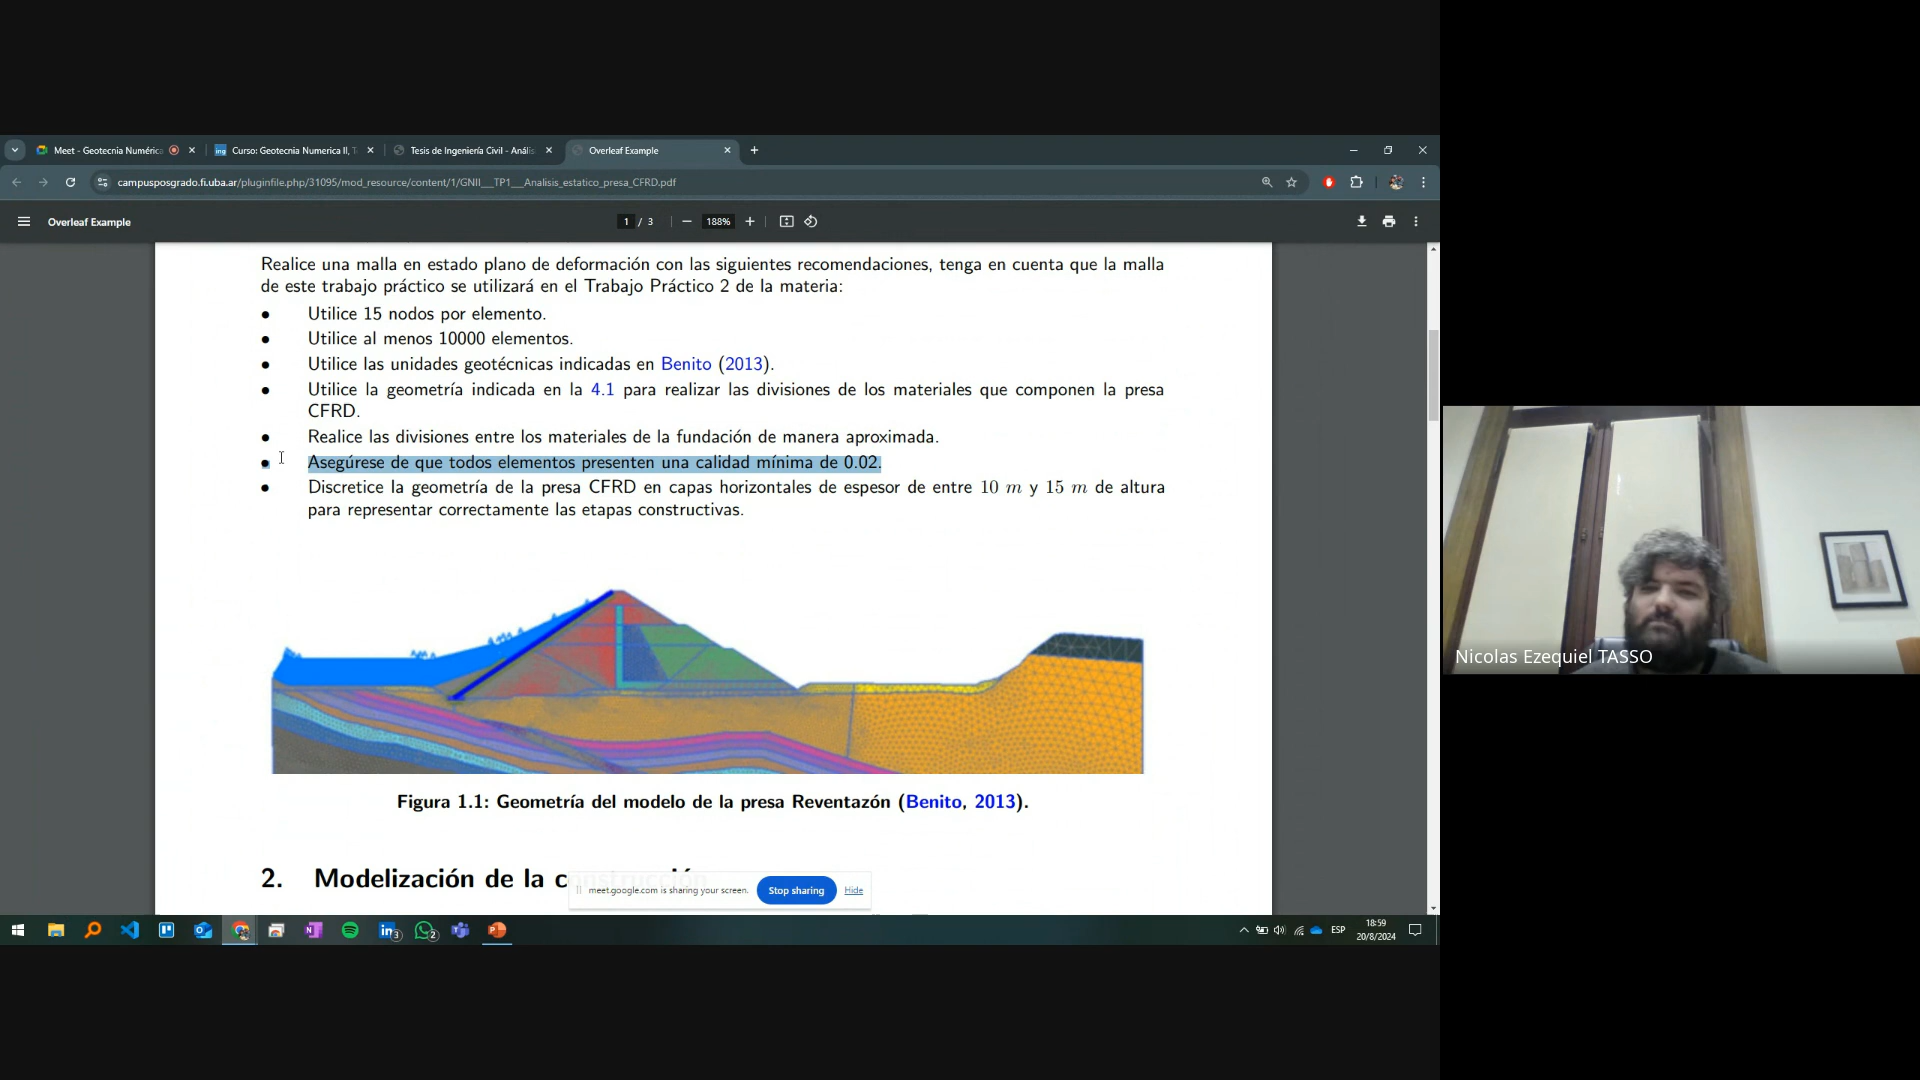 Meet - Geotecnia Numéric
Curso: Geotecnia Numerica II, T
Tesis de Ingeniería Civil - Anális
Overleaf Example
campusposgrado.fi.uba.ar/pluginfile.php/31095/mod_resource/content/1/GNII___TP1___Analisis_estatico_presa_CFRD.pdf
Overleaf Example
1 / 3
188%
Realice una malla en estado plano de deformación con las siguientes recomendaciones, tenga en cuenta que la malla
de este trabajo práctico se utilizará en el Trabajo Práctico 2 de la materia:
● Utilice 15 nodos por elemento.
● Utilice al menos 10000 elementos.
● Utilice las unidades geotécnicas indicadas en Benito (2013).
● Utilice la geometría indicada en la 4.1 para realizar las divisiones de los materiales que componen la presa
CFRD.
● Realice las divisiones entre los materiales de la fundación de manera aproximada.
● Asegúrese de que todos elementos presenten una calidad mínima de 0.02.
● Discretice la geometría de la presa CFRD en capas horizontales de espesor de entre 10 m y 15 m de altura
para representar correctamente las etapas constructivas.
Figura 1.1: Geometría del modelo de la presa Reventazón (Benito, 2013).
2. Modelización de la c
meet.google.com is sharing your screen.
Stop sharing
Hide
ESP
18:59
20/8/2024
Nicolas Ezequiel TASSO